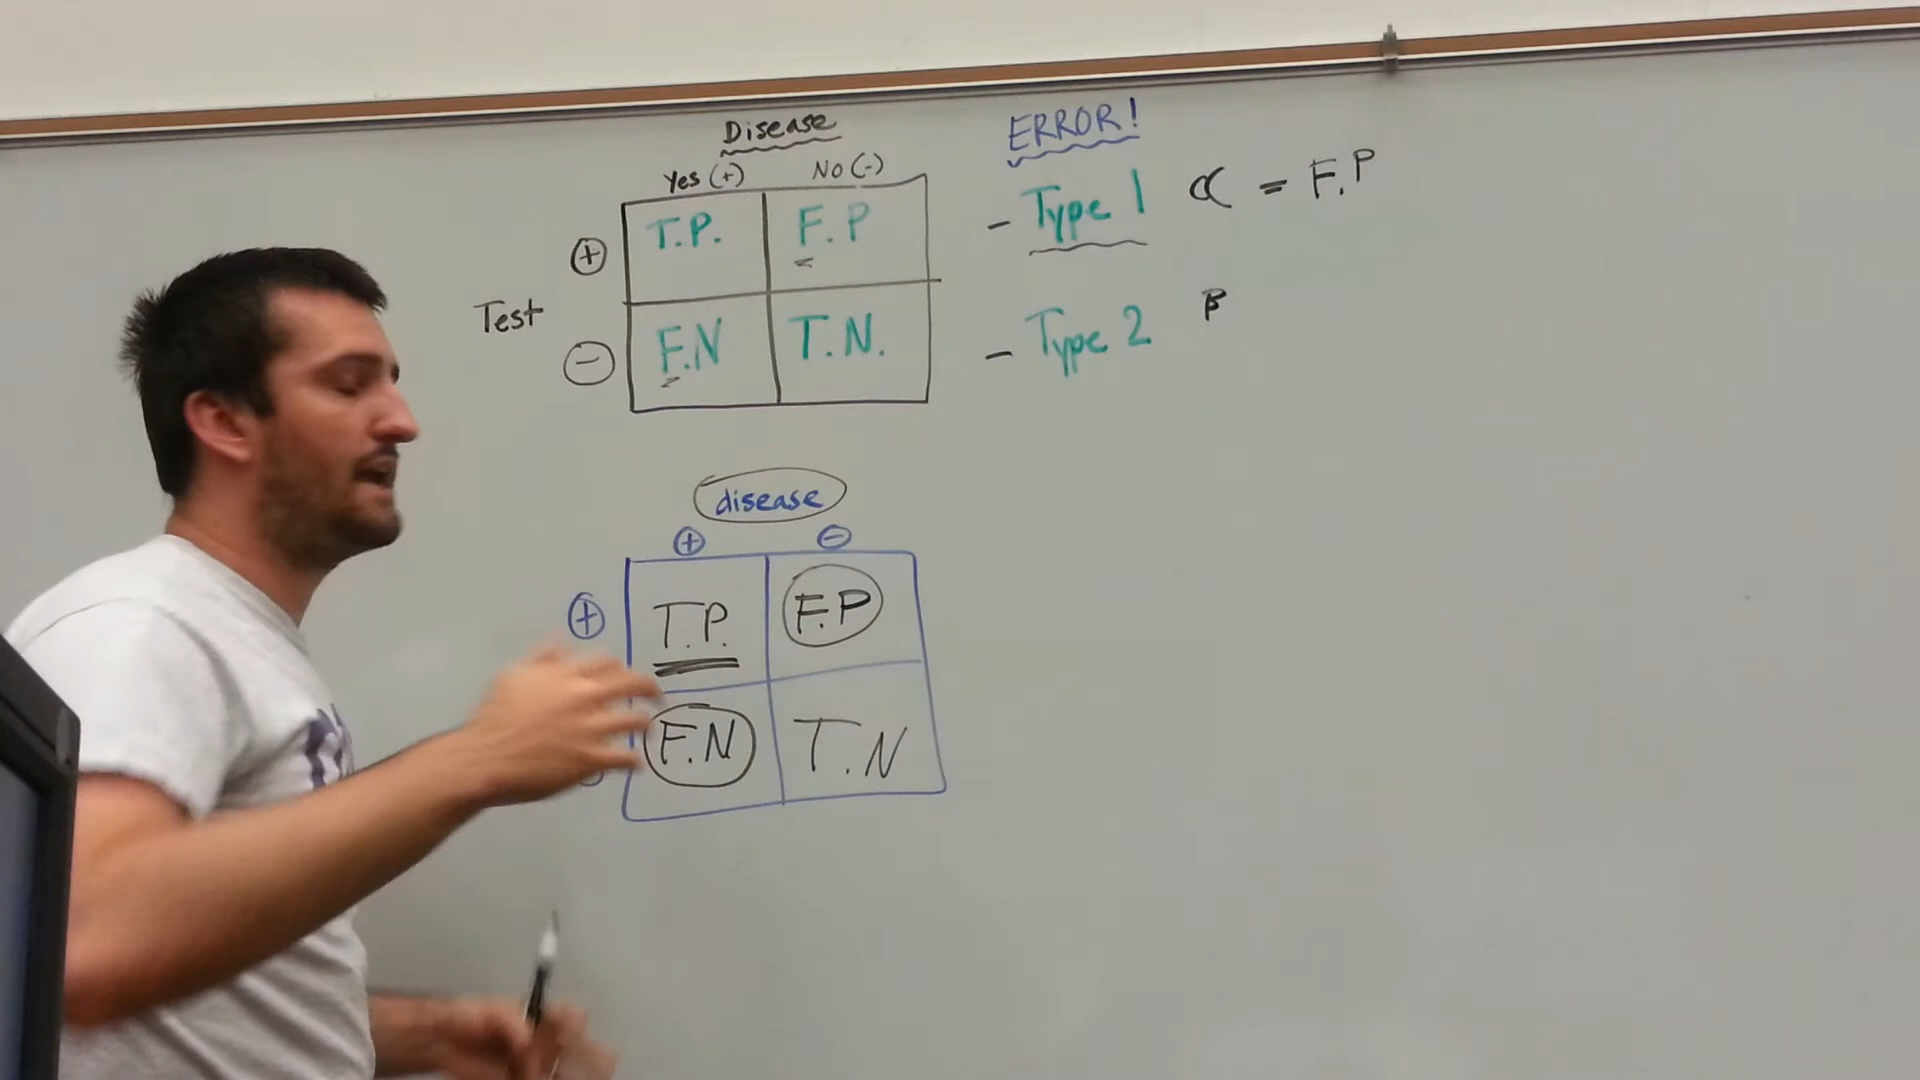 Disease
Yes (+) No (-)
Test
+ T.P. F.P
- F.N T.N.
ERROR!
- Type 1 α = F.P
- Type 2 β
disease
+ -
+ T.P. F.P
F.N T.N